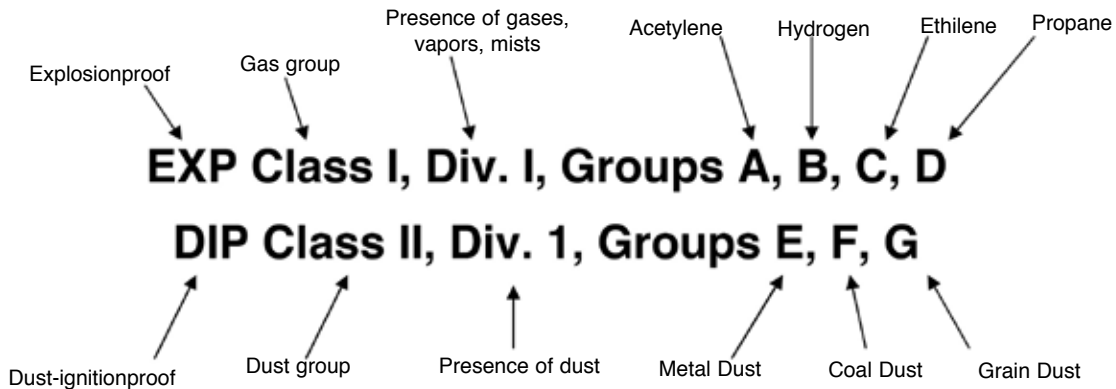 Presence of gases,
vapors, mists
Acetylene
Hydrogen
Ethilene
Propane
Explosionproof
Gas group
EXP Class I, Div. I, Groups A, B, C, D
DIP Class II, Div. 1, Groups E, F, G
Dust-ignitionproof
Dust group
Presence of dust
Metal Dust
Coal Dust
Grain Dust